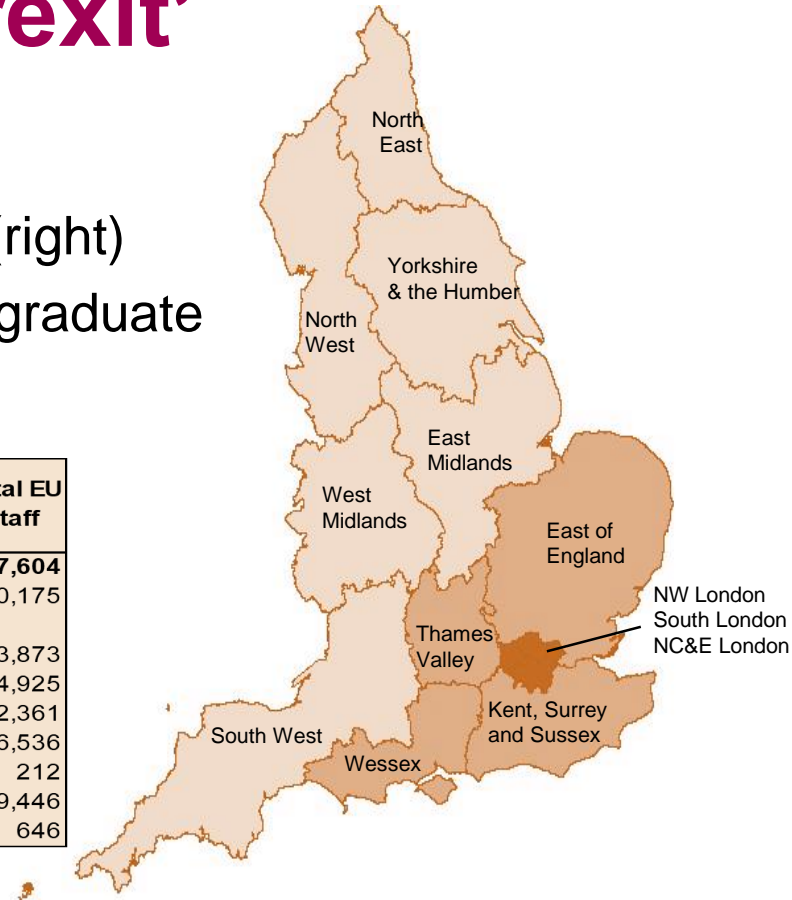 rexit’
(right)
graduate
tal EU
taff
7,604
0,175
3,873
4,925
2,361
6,536
212
9,446
646
North
East
Yorkshire
& the Humber
North
West
East
Midlands
West
Midlands
East of
England
NW London
South London
NC&E London
Thames
Valley
Kent, Surrey
and Sussex
South West
Wessex